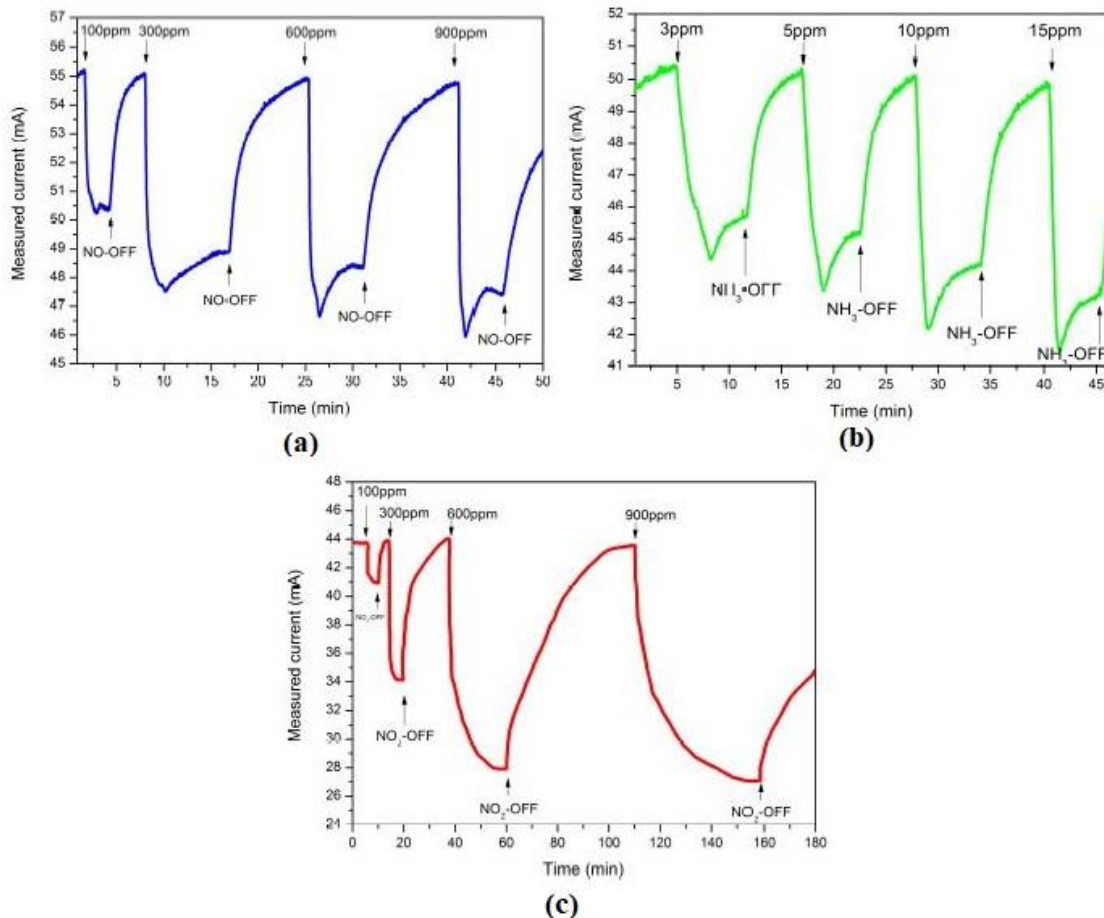 100ppm 300ppm 600ppm 900ppm
57
56
55
54
53
52
51
50
49
48
47
46
45
Measured current (mA)
NO-OFF
NO-OFF
NO-OFF
NO-OFF
5 10 15 20 25 30 35 40 45 50
Time (min)
(a)
3ppm 5ppm 10ppm 15ppm
52
51
50
49
48
47
46
45
44
43
42
41
Measured current (mA)
NH3-OFF
NH3-OFF
NH3-OFF
5 10 15 20 25 30 35 40 45
Time (min)
(b)
100ppm
300ppm 600ppm 900ppm
48
46
44
42
40
38
36
34
32
30
28
26
24
Measured current (mA)
NO2-OFF
NO2-OFF
NO2-OFF
NO2-OFF
0 20 40 60 80 100 120 140 160 180
Time (min)
(c)